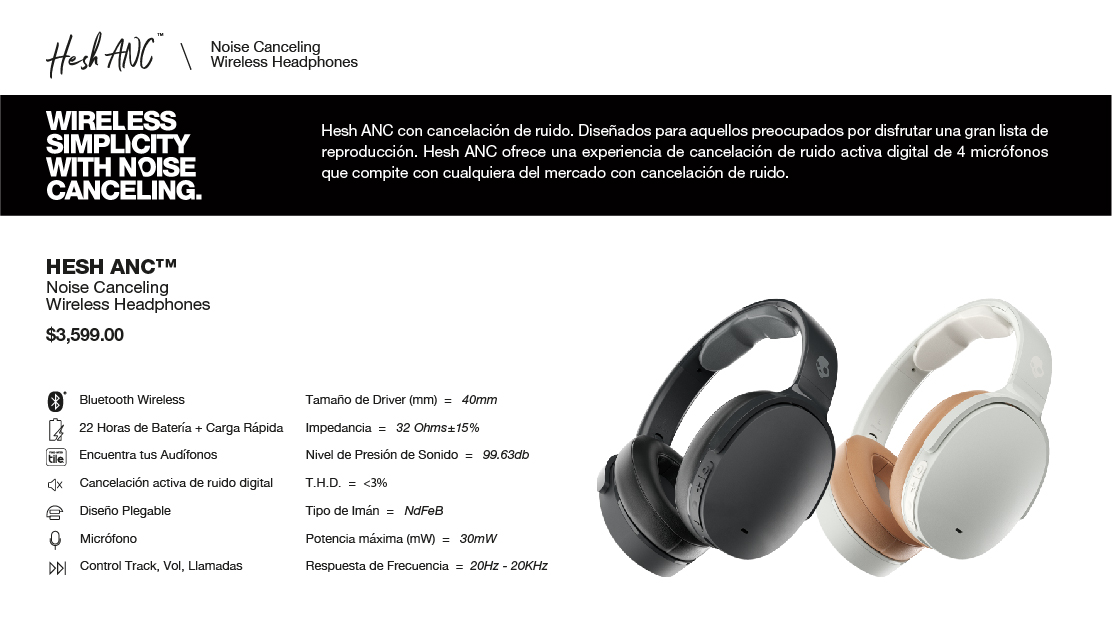 Hesh ANC™
Noise Canceling
Wireless Headphones
WIRELESS
SIMPLICITY
WITH NOISE
CANCELING.
Hesh ANC con cancelación de ruido. Diseñados para aquellos preocupados por disfrutar una gran lista de
reproducción. Hesh ANC ofrece una experiencia de cancelación de ruido activa digital de 4 micrófonos
que compite con cualquiera del mercado con cancelación de ruido.
HESH ANC™
Noise Canceling
Wireless Headphones
$3,599.00
Bluetooth Wireless
22 Horas de Batería + Carga Rápida
tile
Encuentra tus Audífonos
Cancelación activa de ruido digital
Diseño Plegable
Micrófono
Control Track, Vol, Llamadas
Tamaño de Driver (mm) = 40mm
Impedancia = 32 Ohms±15%
Nivel de Presión de Sonido = 99.63db
T.H.D. = <3%
Tipo de Imán = NdFeB
Potencia máxima (mW) = 30mW
Respuesta de Frecuencia = 20Hz - 20KHz